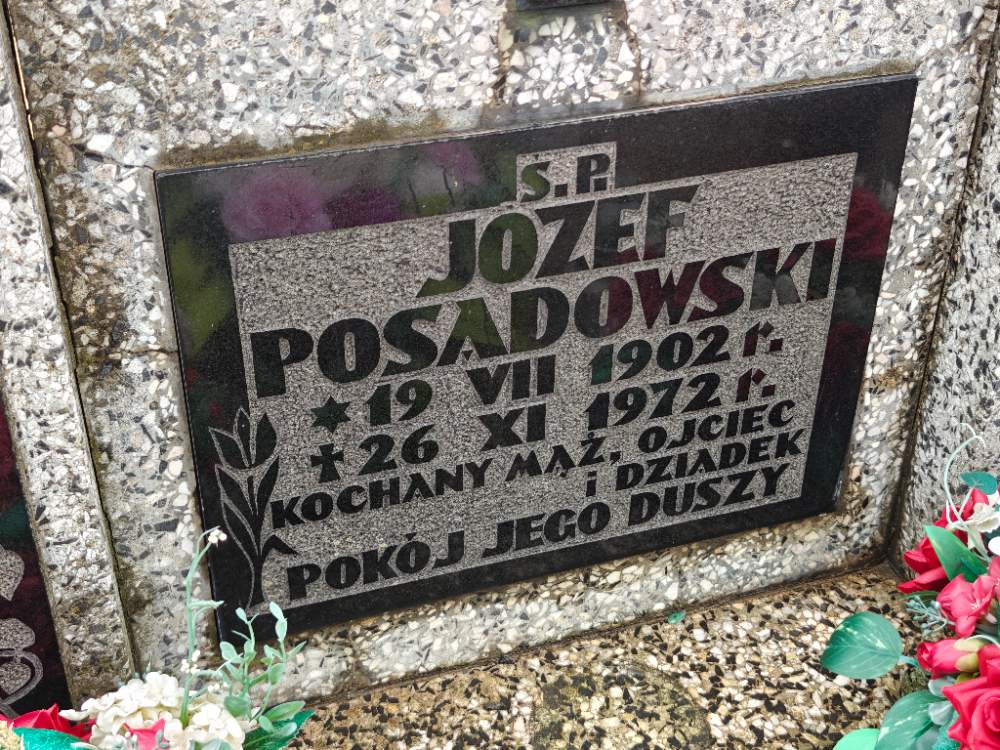 Ś.P.
JÓZEF
POSADOWSKI
* 19 VII 1902 r.
✝ 26 XI 1972 r.
KOCHANY MĄŻ, OJCIEC
i DZIADEK
POKÓJ JEGO DUSZY